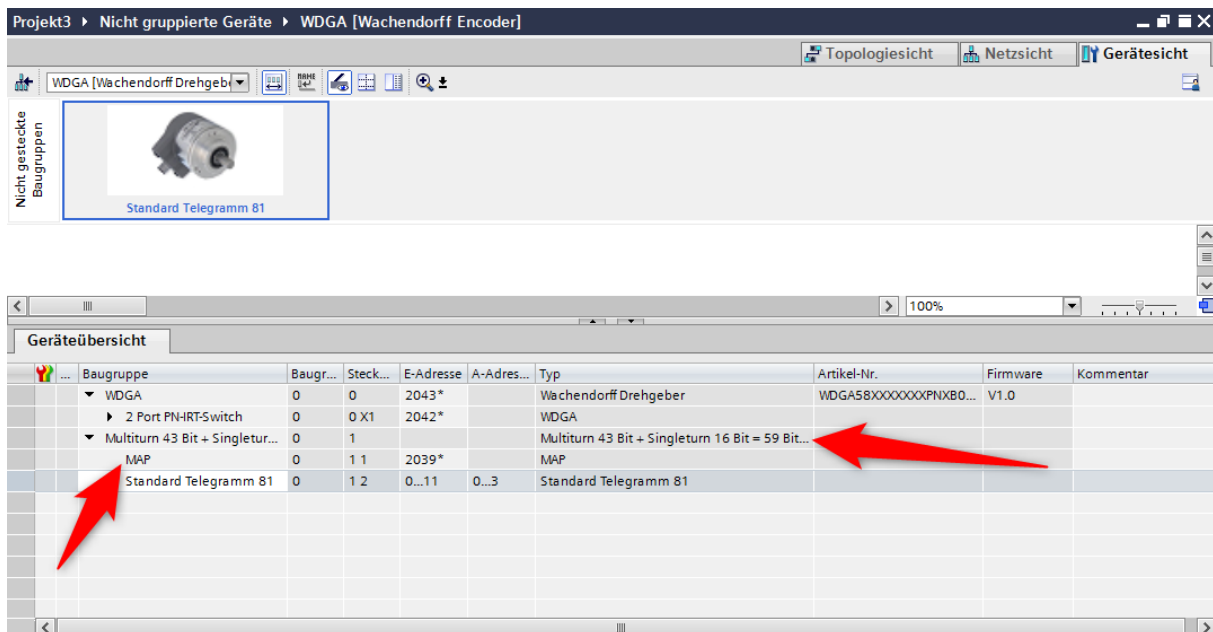 Projekt3 ▸ Nicht gruppierte Geräte ▸ WDGA [Wachendorff Encoder]
Topologiesicht Netzsicht Gerätesicht
WDGA [Wachendorff Drehgebe
Nicht gesteckte
Baugruppen
Standard Telegramm 81
100%
Geräteübersicht
... Baugruppe Baugr... Steck... E-Adresse A-Adres... Typ Artikel-Nr. Firmware Kommentar
WDGA 0 0 2043* Wachendorff Drehgeber WDGA58XXXXXXXPNXB0... V1.0
2 Port PN-IRT-Switch 0 0 X1 2042* WDGA
Multiturn 43 Bit + Singletur... 0 1 Multiturn 43 Bit + Singleturn 16 Bit = 59 Bit...
MAP 0 1 1 2039* MAP
Standard Telegramm 81 0 1 2 0...11 0...3 Standard Telegramm 81